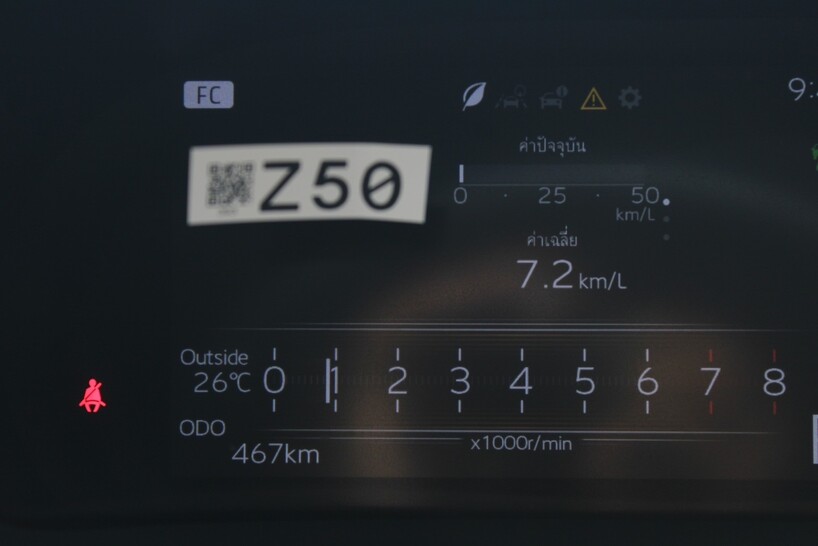 FC
9:
Z50
ค่าปัจจุบัน
0 · 25 · 50
km/L
ค่าเฉลี่ย
7.2 km/L
Outside
26°C
0 1 2 3 4 5 6 7 8
ODO
467km
x1000r/min